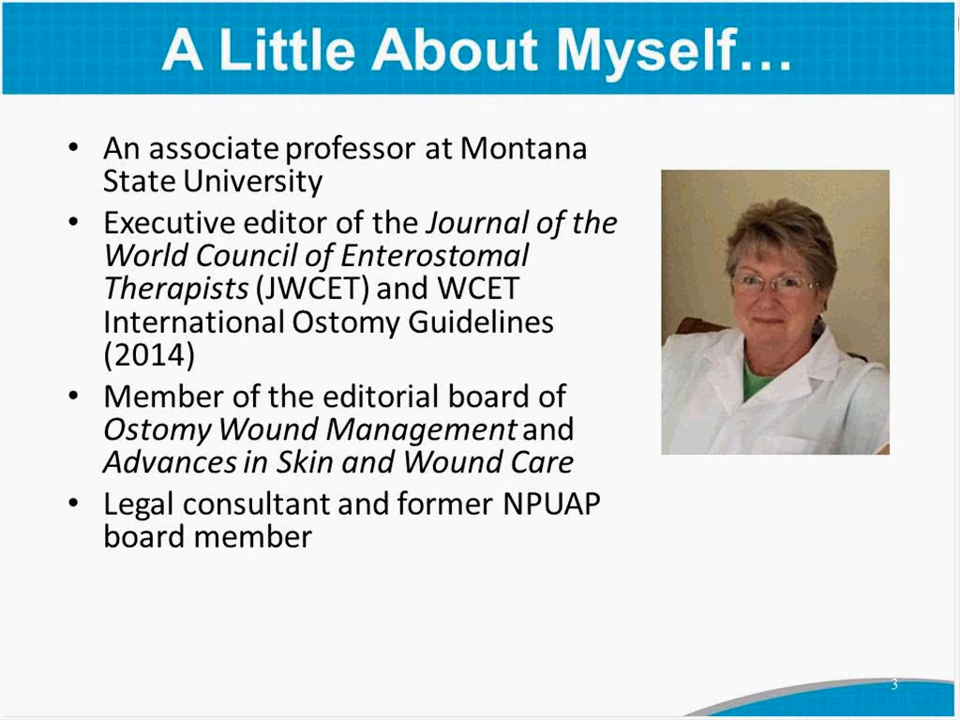 A Little About Myself…
• An associate professor at Montana
State University
• Executive editor of the Journal of the
World Council of Enterostomal
Therapists (JWCET) and WCET
International Ostomy Guidelines
(2014)
• Member of the editorial board of
Ostomy Wound Management and
Advances in Skin and Wound Care
• Legal consultant and former NPUAP
board member
3